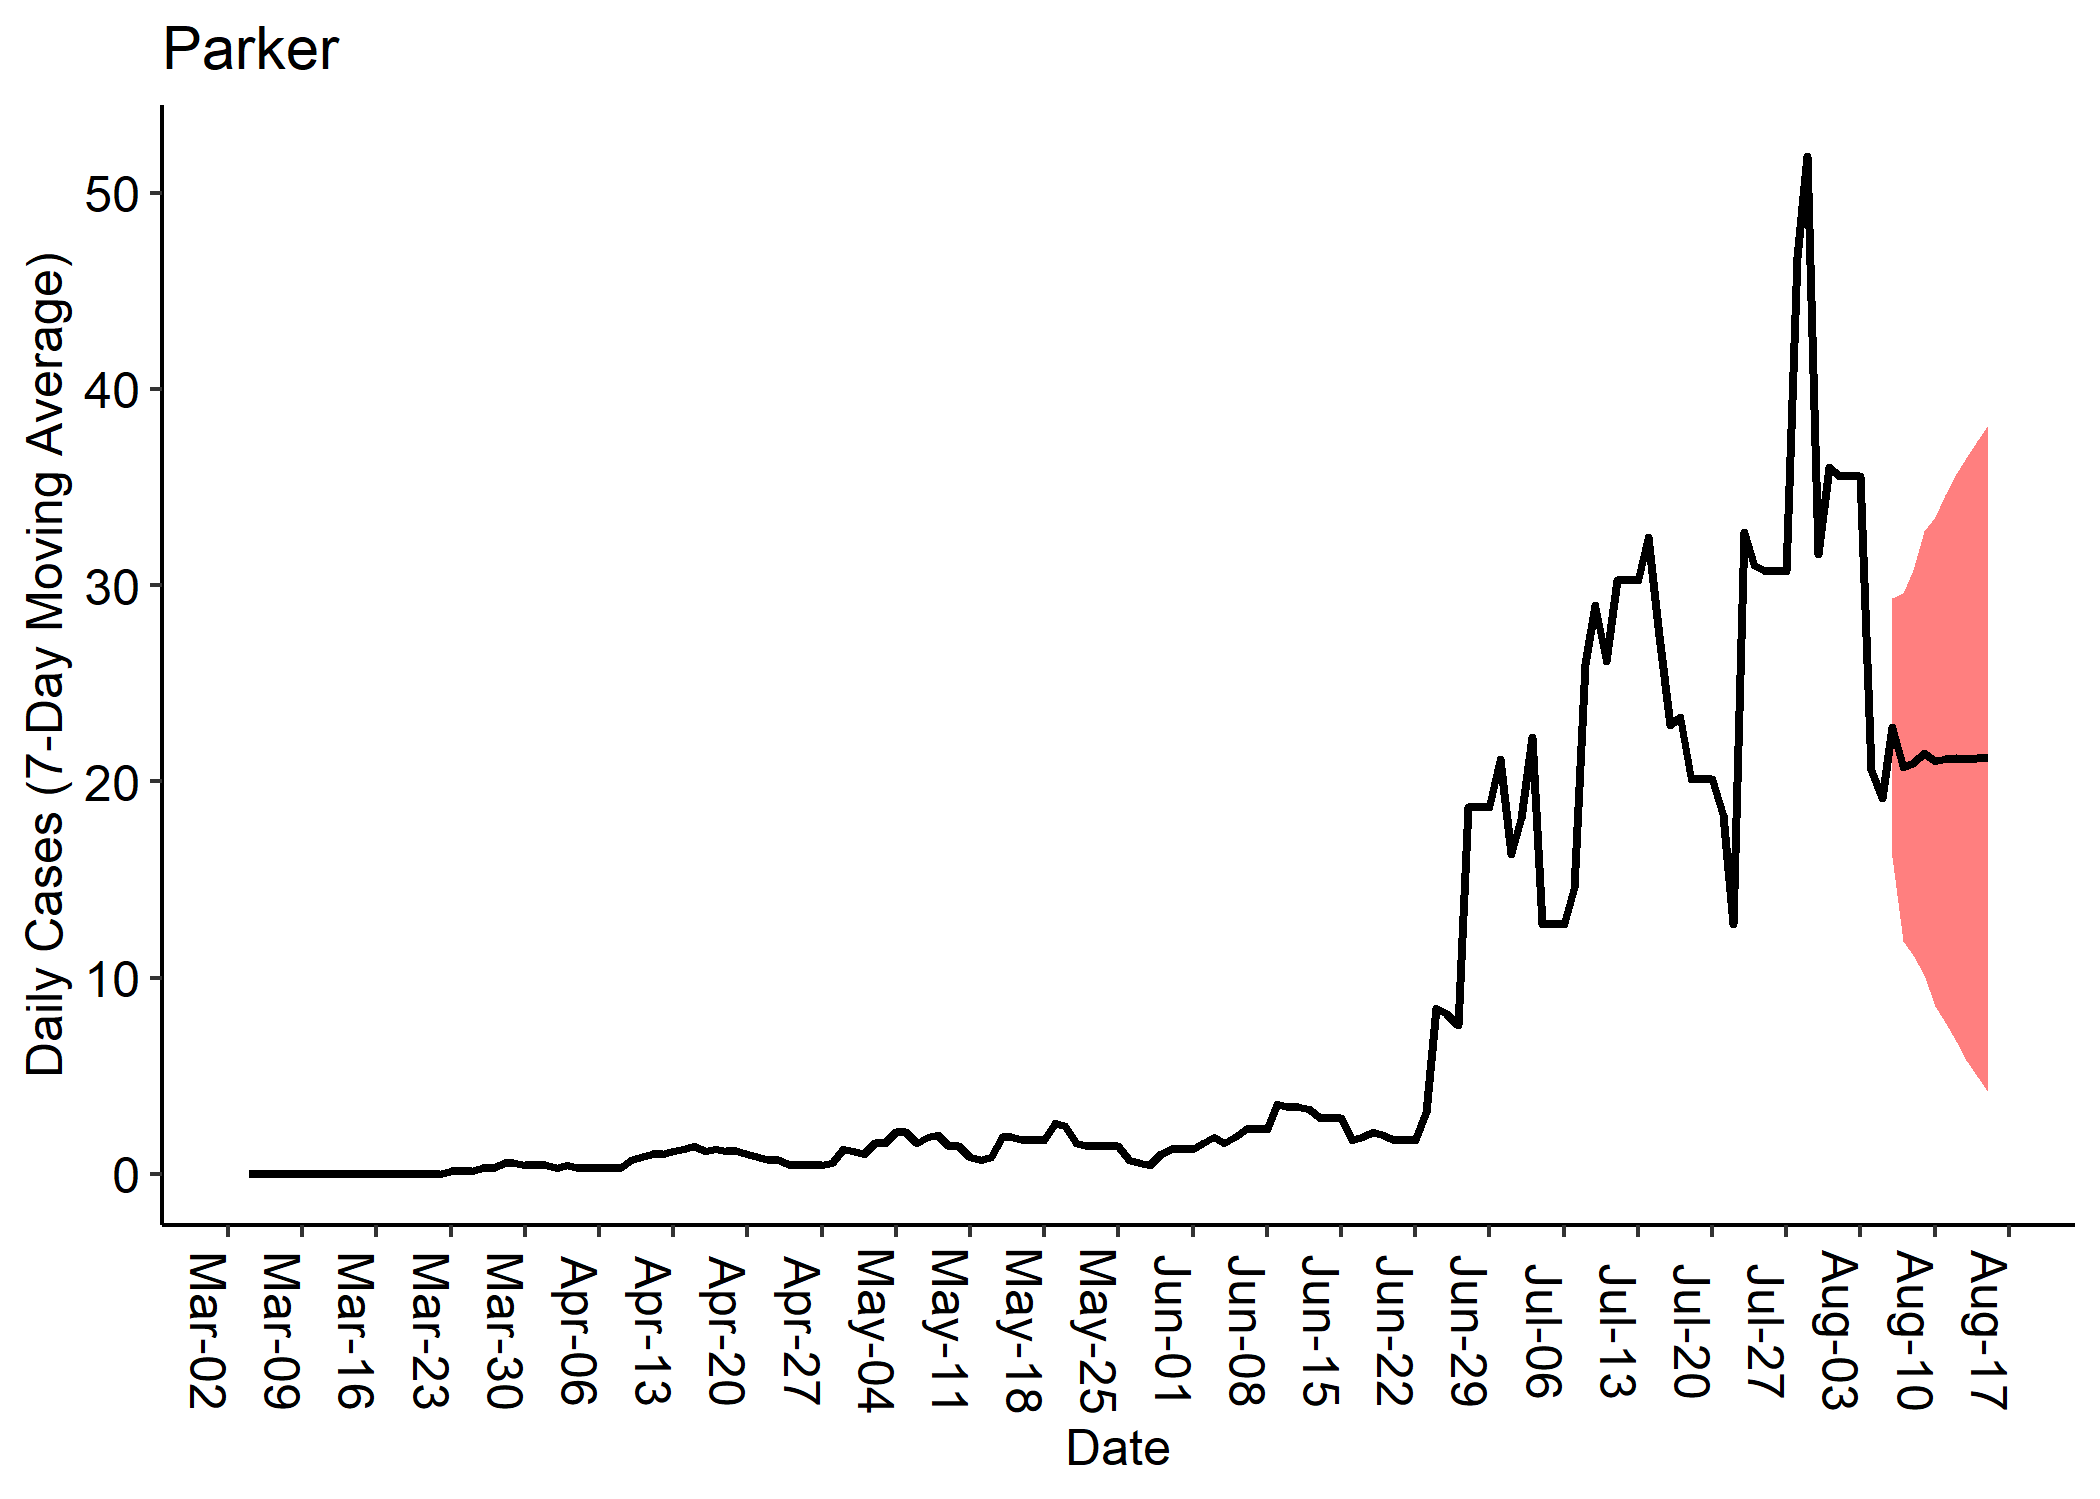 Parker
Daily Cases (7-Day Moving Average)
50
40
30
20
10
0
Mar-02
Mar-09
Mar-16
Mar-23
Mar-30
Apr-06
Apr-13
Apr-20
Apr-27
May-04
May-11
May-18
May-25
Jun-01
Jun-08
Jun-15
Jun-22
Jun-29
Jul-06
Jul-13
Jul-20
Jul-27
Aug-03
Aug-10
Aug-17
Date